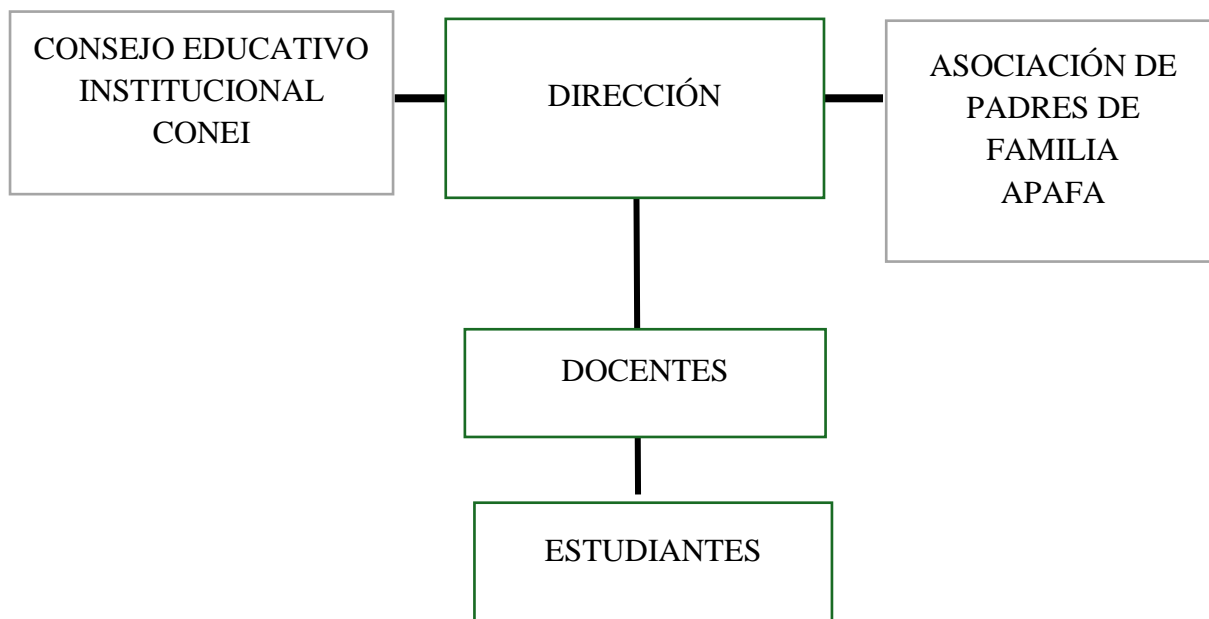 CONSEJO EDUCATIVO
INSTITUCIONAL
CONEI
DIRECCIÓN
ASOCIACIÓN DE
PADRES DE
FAMILIA
APAFA
DOCENTES
ESTUDIANTES